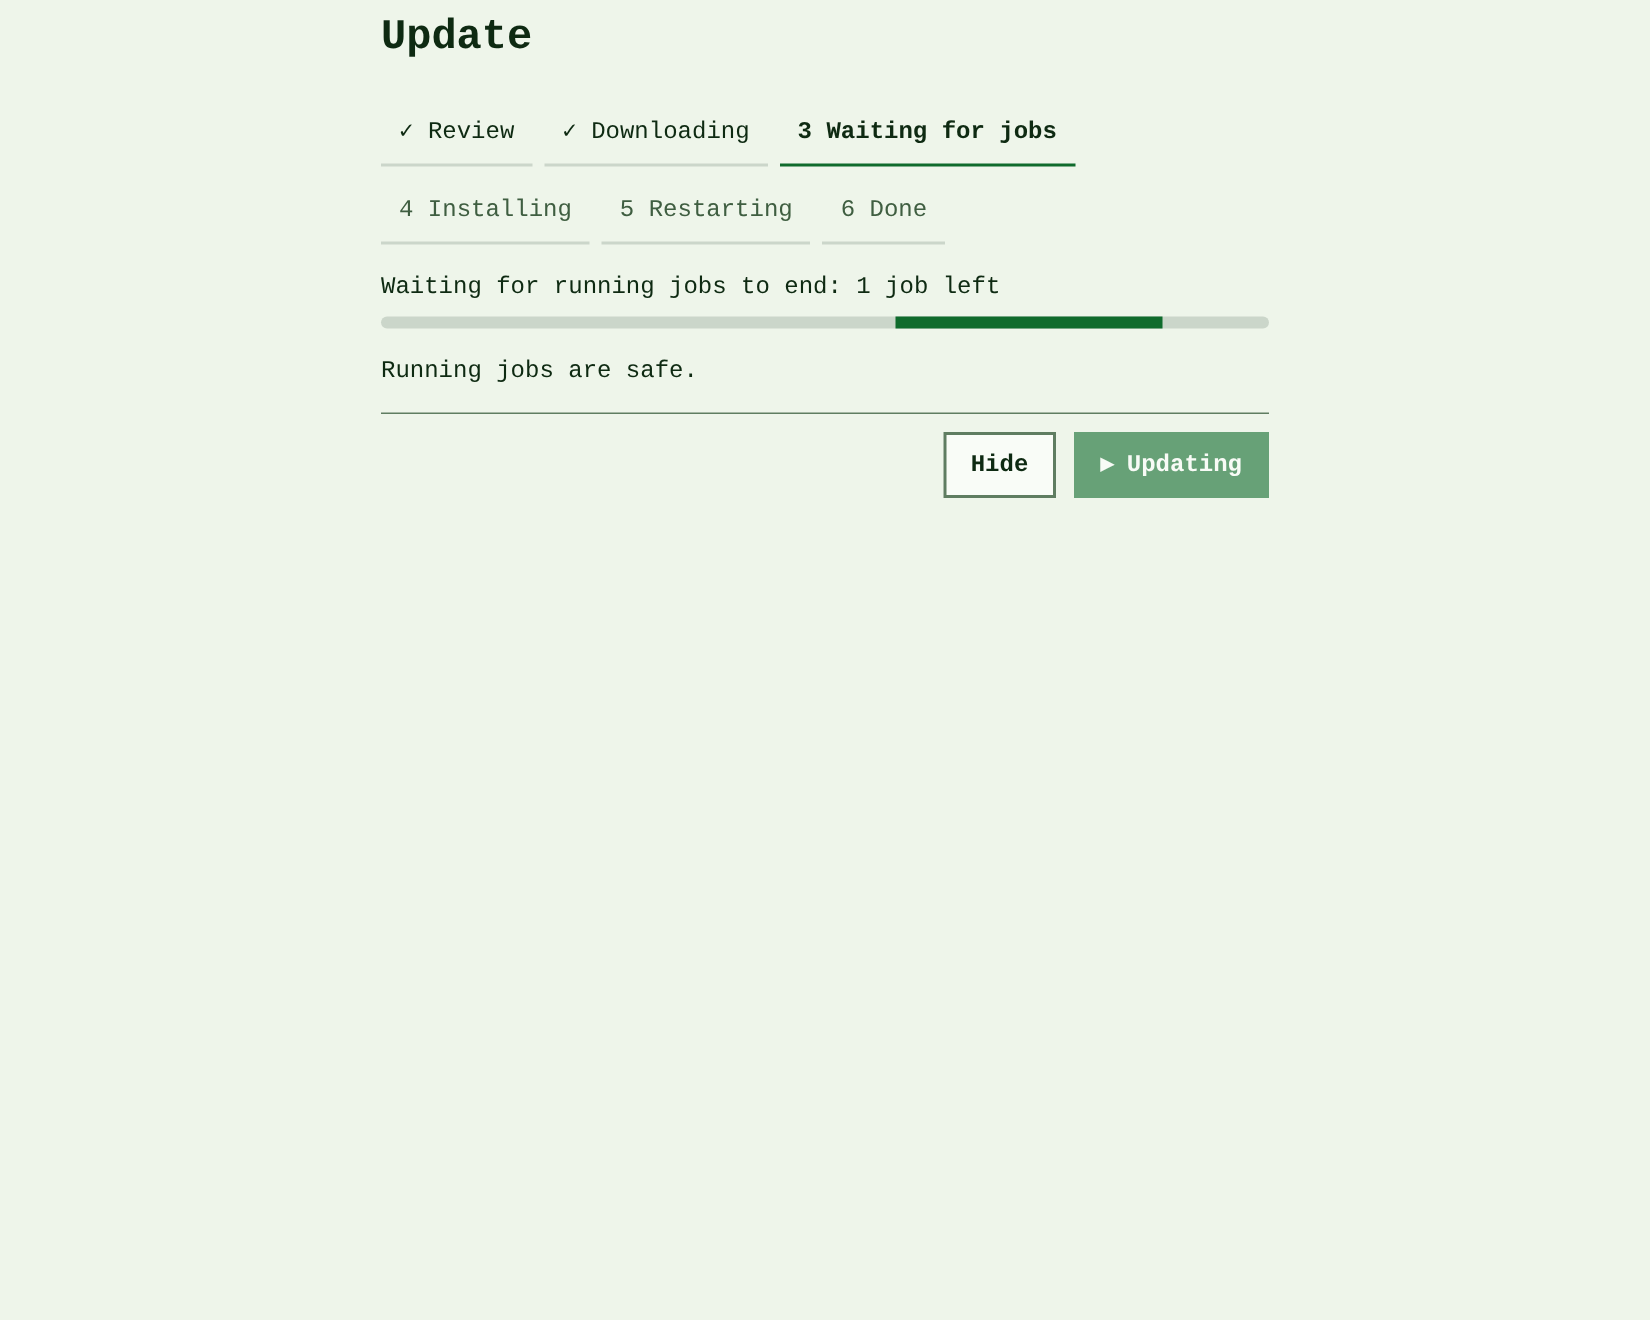 Update
✓ Review ✓ Downloading 3 Waiting for jobs
4 Installing 5 Restarting 6 Done
Waiting for running jobs to end: 1 job left
Running jobs are safe.
Hide ▶ Updating